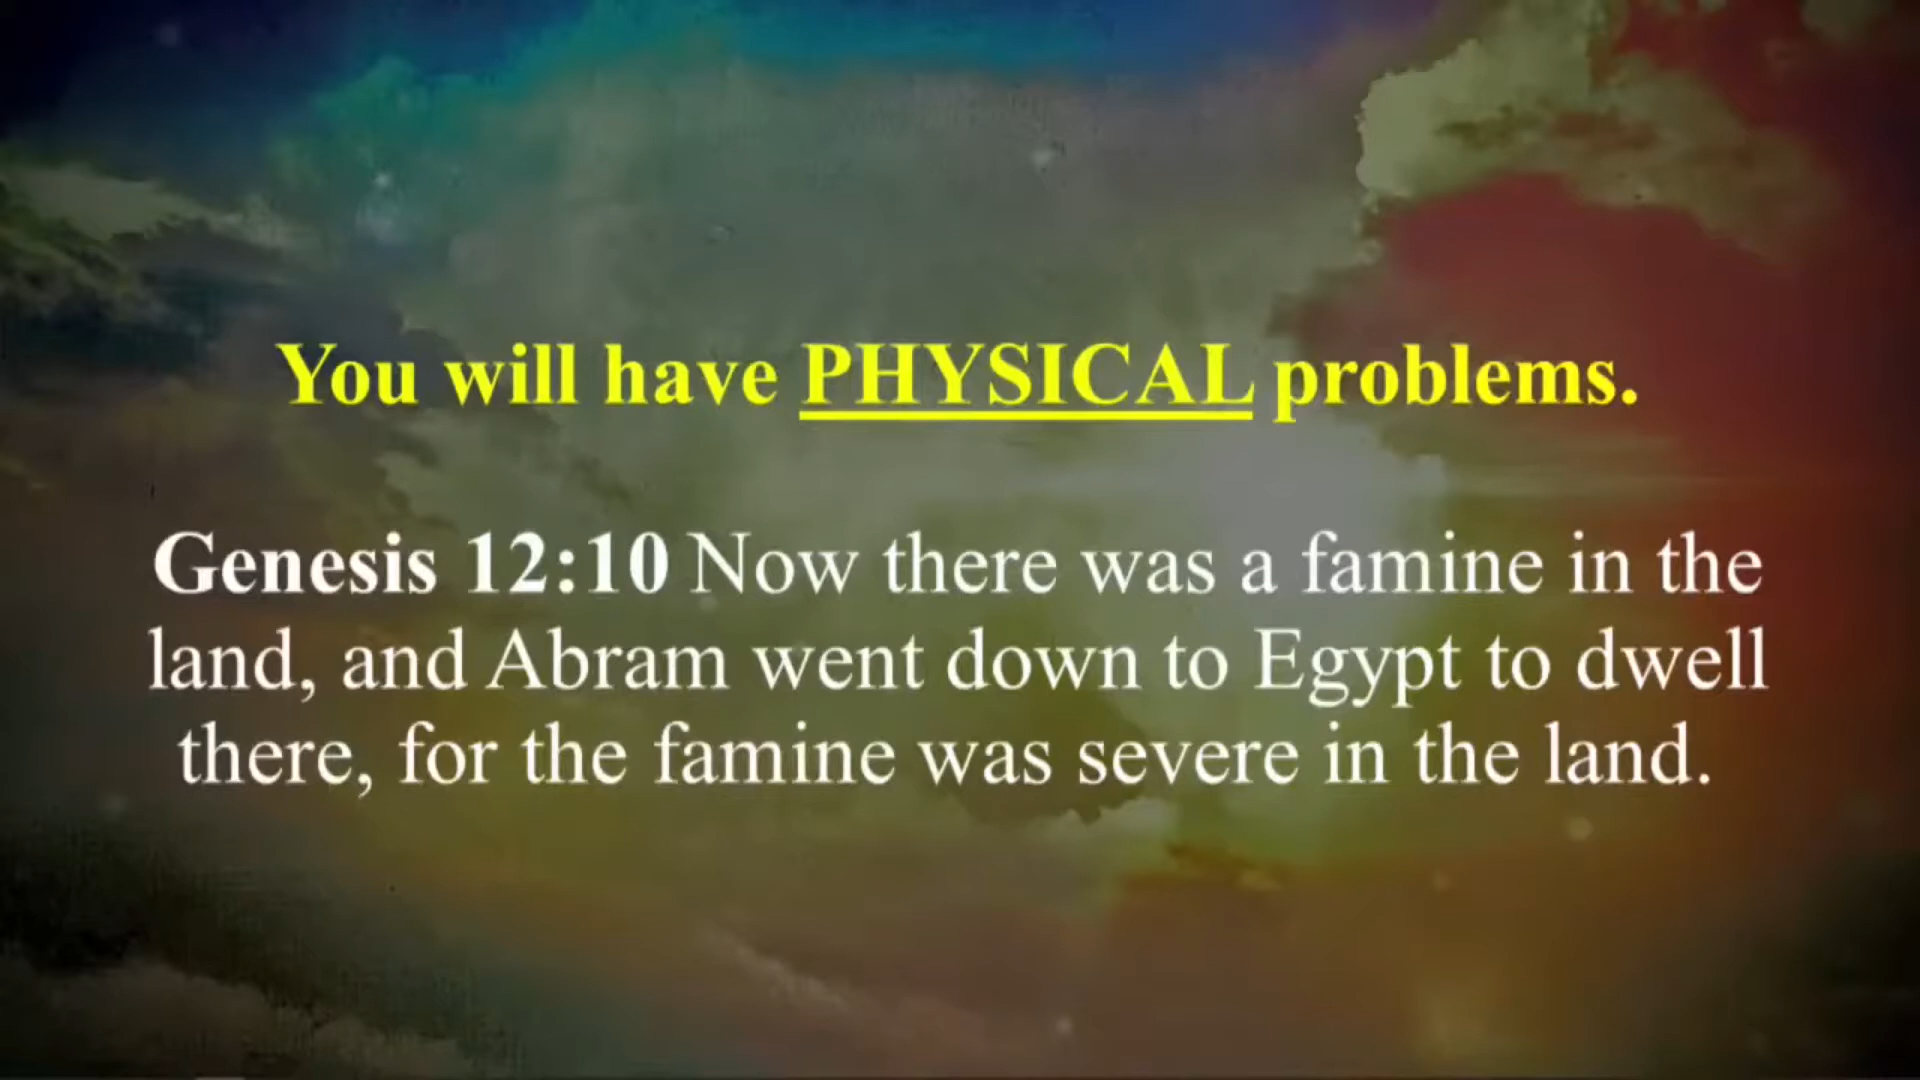 You will have PHYSICAL problems.
Genesis 12:10 Now there was a famine in the
land, and Abram went down to Egypt to dwell
there, for the famine was severe in the land.